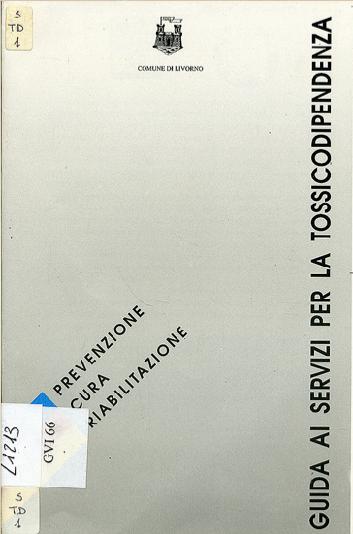 S
TD
1
COMUNE DI LIVORNO
GUIDA AI SERVIZI PER LA TOSSICODIPENDENZA
PREVENZIONE
CURA
RIABILITAZIONE
L1213
GVI 66
S
TD
1